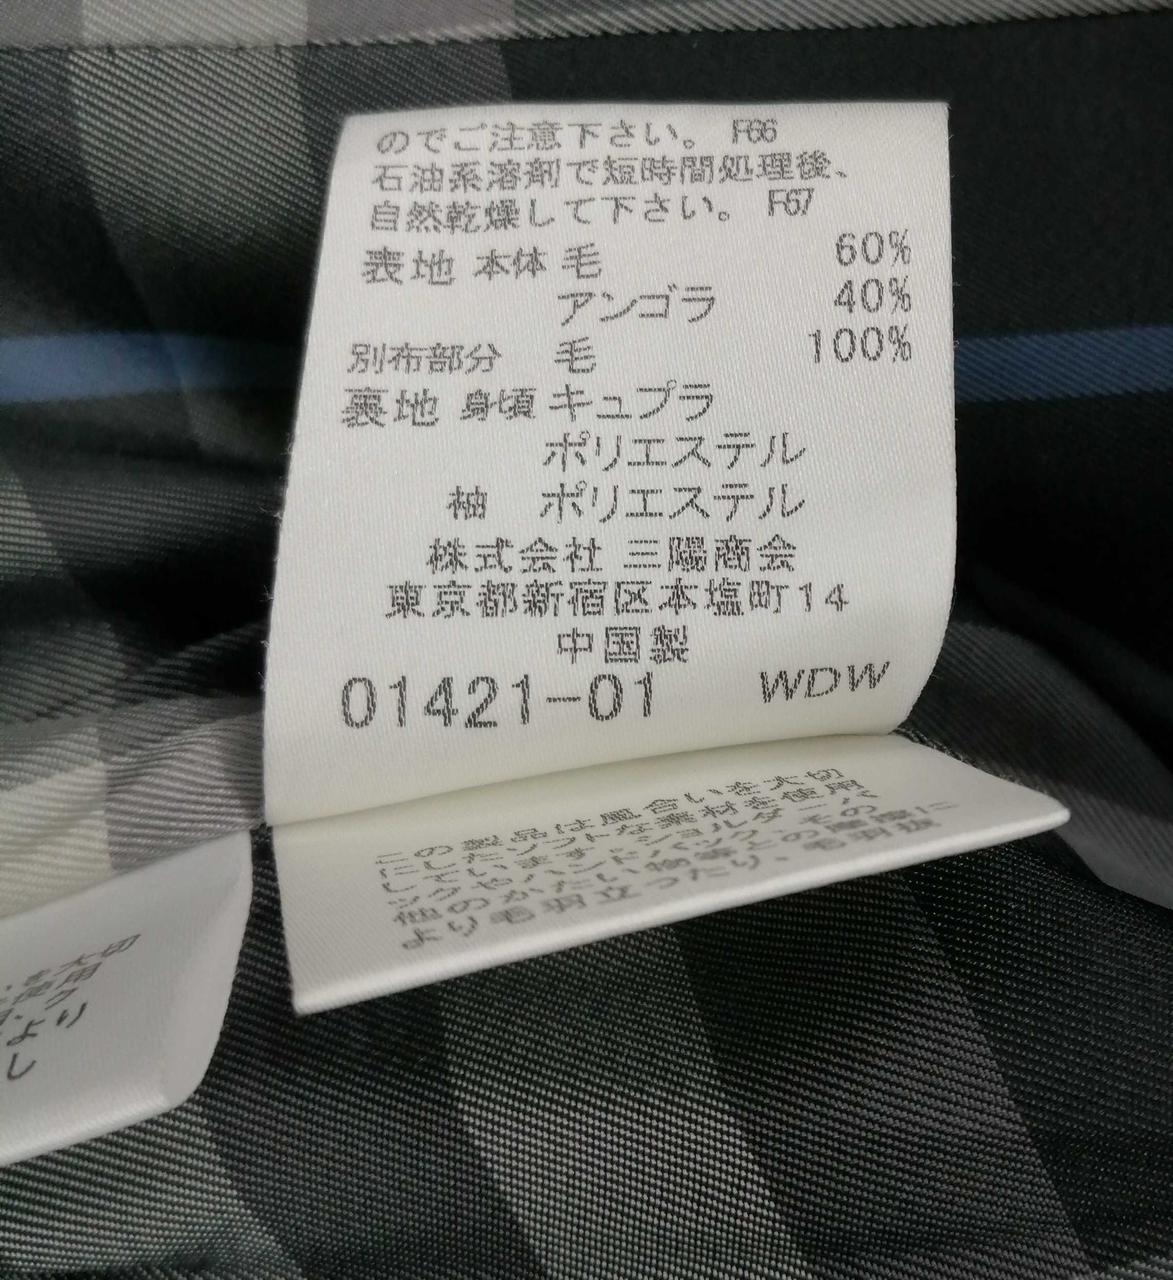 のでご注意下さい。 F66
石油系溶剤で短時間処理後、
自然乾燥して下さい。 F67
表地 本体 毛 60%
アンゴラ 40%
別布部分 毛 100%
裏地 身頃 キュプラ
ポリエステル
袖 ポリエステル
株式会社 三陽商会
東京都新宿区本塩町14
中国製
01421-01 WDW
この製品は風合いを大切
にしたソフトな素材を使用
しています。ショルダーバ
ッグやハンドバッグ、その
他のかたい物等との摩擦に
より毛羽立ったり、毛羽抜
大切
用
り
よ
し